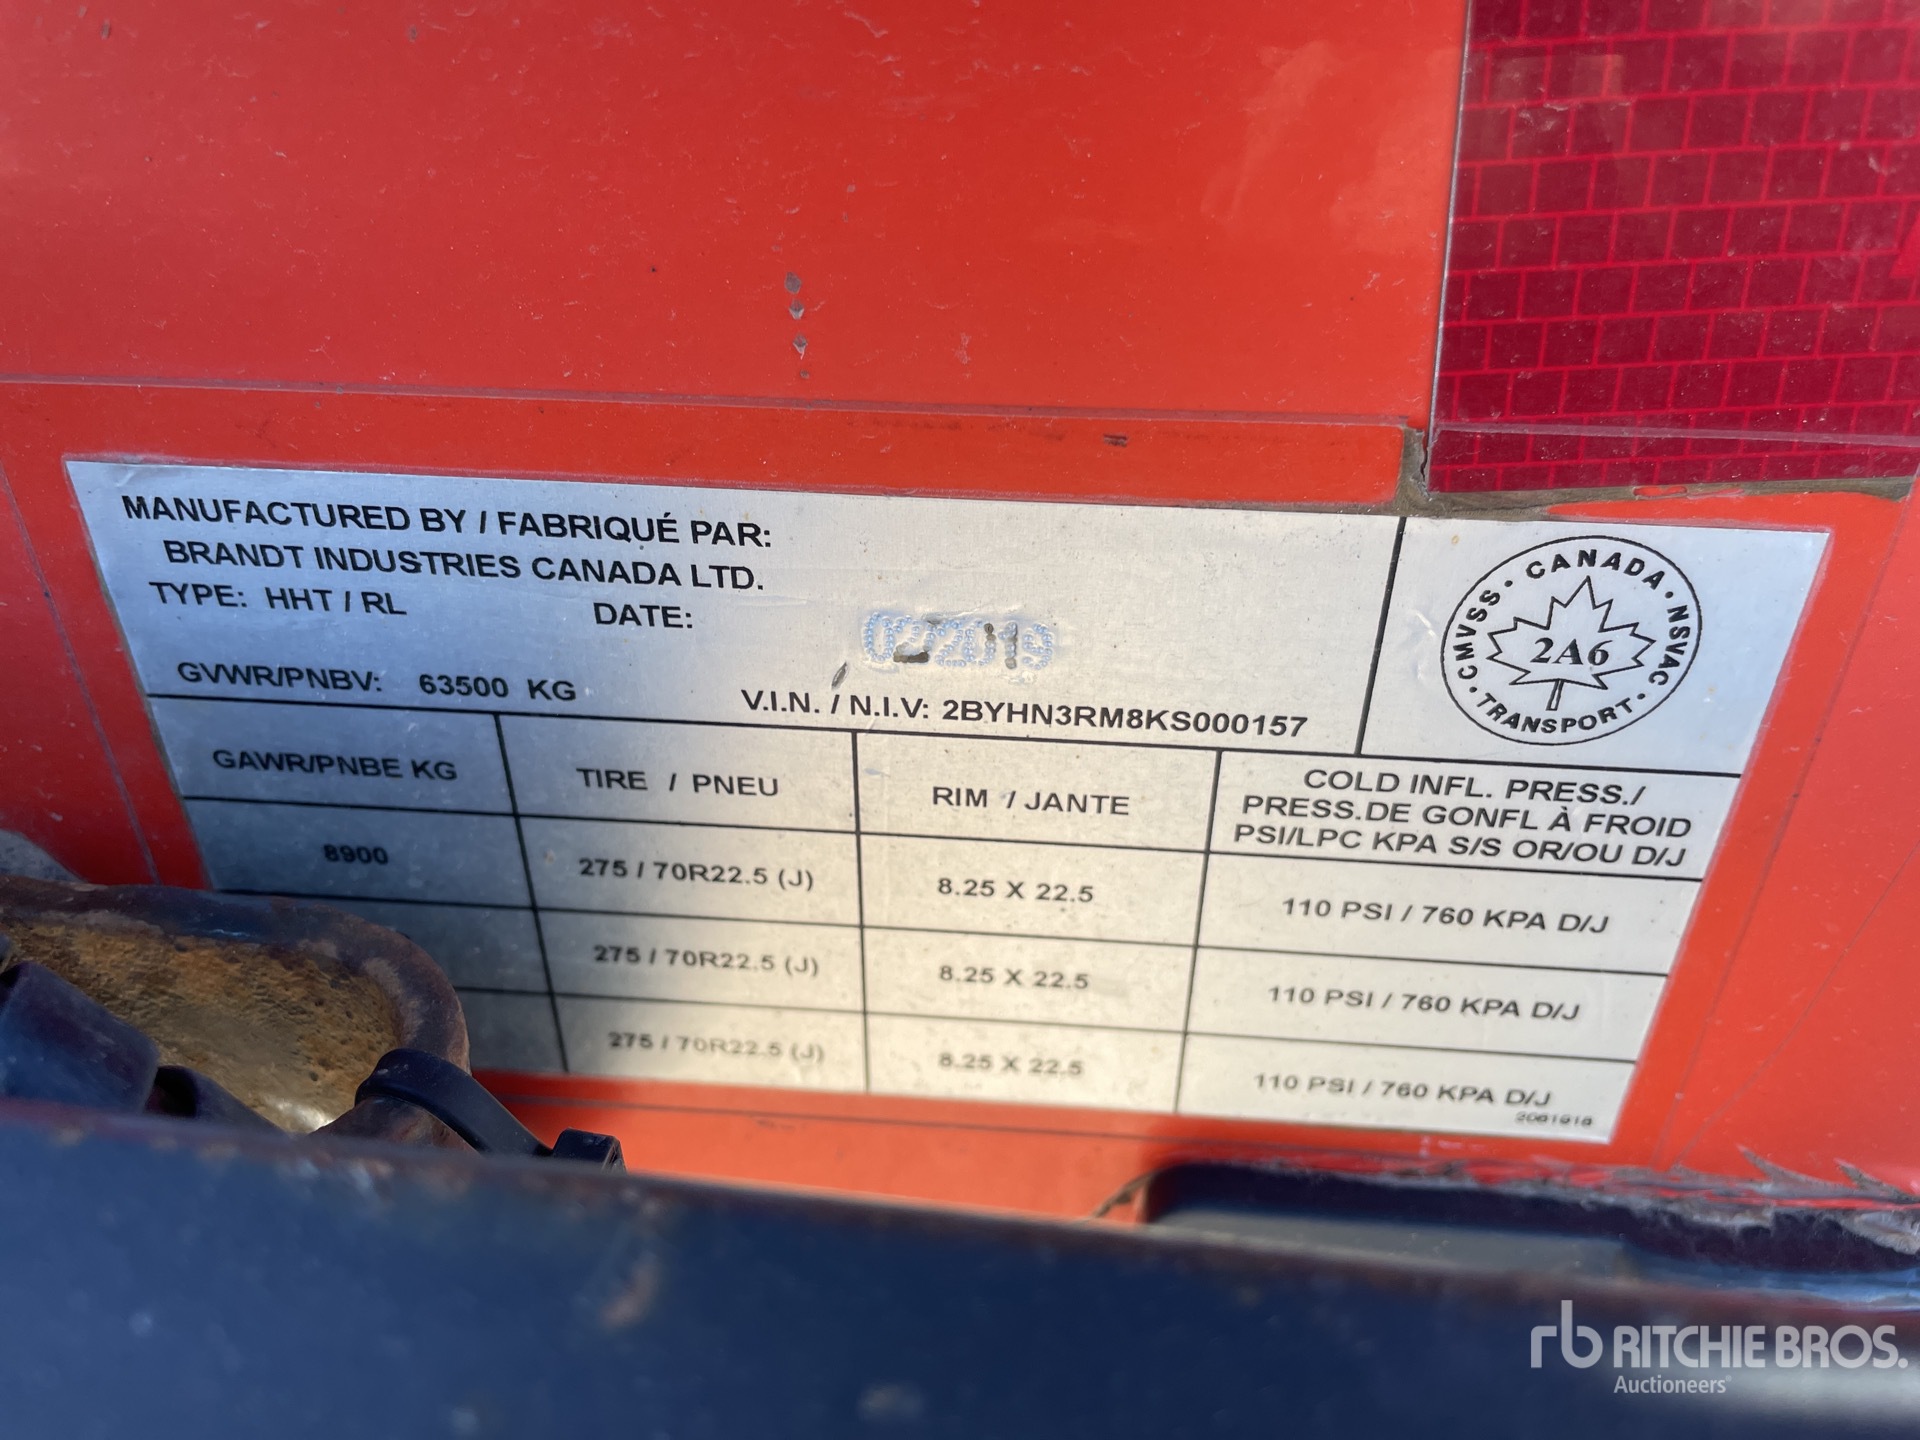 MANUFACTURED BY / FABRIQUÉ PAR:
BRANDT INDUSTRIES CANADA LTD.
TYPE: HHT / RL DATE: 022019
GVWR/PNBV: 63500 KG V.I.N. / N.I.V: 2BYHN3RM8KS000157
CMVSS · CANADA · NSVAC · TRANSPORT ·
2A6
GAWR/PNBE KG TIRE / PNEU RIM / JANTE COLD INFL. PRESS./
PRESS.DE GONFL À FROID
PSI/LPC KPA S/S OR/OU D/J
8900 275 / 70R22.5 (J) 8.25 X 22.5 110 PSI / 760 KPA D/J
275 / 70R22.5 (J) 8.25 X 22.5 110 PSI / 760 KPA D/J
275 / 70R22.5 (J) 8.25 X 22.5 110 PSI / 760 KPA D/J
rb RITCHIE BROS.
Auctioneers